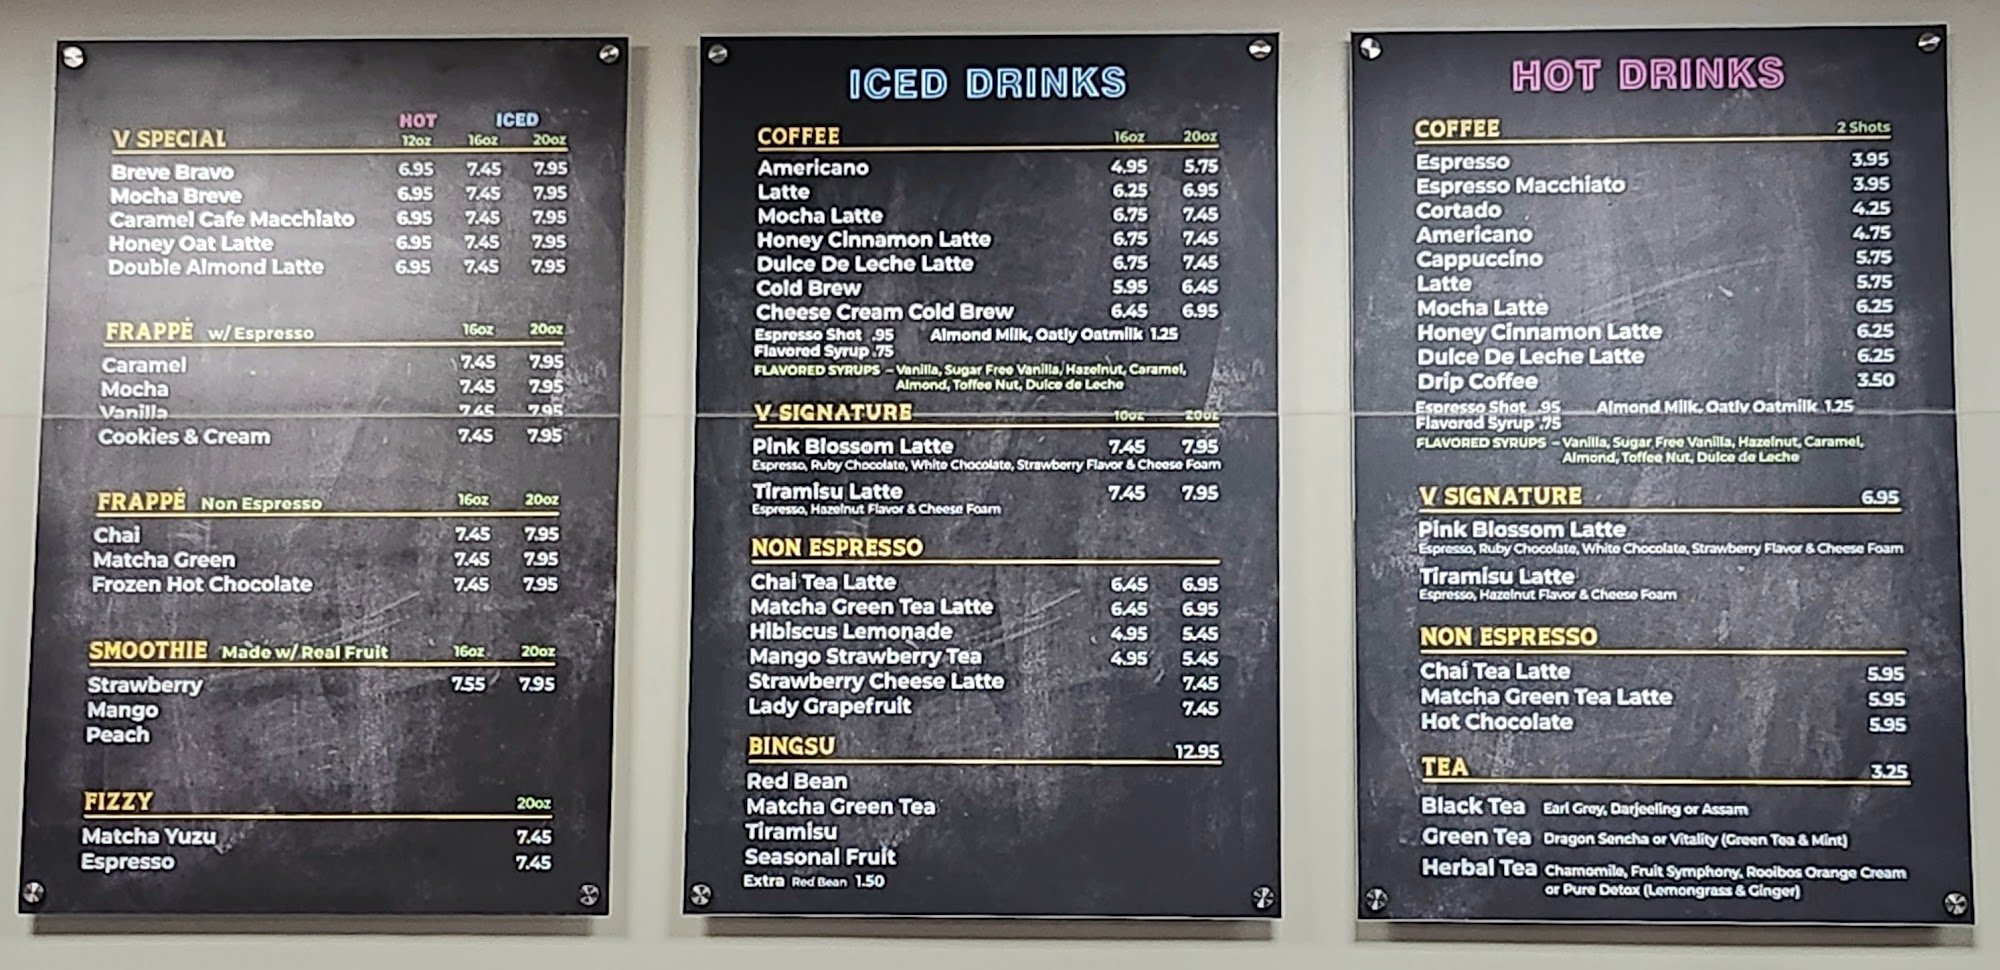 HOT ICED
V SPECIAL 12oz 16oz 20oz
Breve Bravo 6.95 7.45 7.95
Mocha Breve 6.95 7.45 7.95
Caramel Cafe Macchiato 6.95 7.45 7.95
Honey Oat Latte 6.95 7.45 7.95
Double Almond Latte 6.95 7.45 7.95
FRAPPÉ w/ Espresso 16oz 20oz
Caramel 7.45 7.95
Mocha 7.45 7.95
Vanilla 7.45 7.95
Cookies & Cream 7.45 7.95
FRAPPÉ Non Espresso 16oz 20oz
Chai 7.45 7.95
Matcha Green 7.45 7.95
Frozen Hot Chocolate 7.45 7.95
SMOOTHIE Made w/ Real Fruit 16oz 20oz
Strawberry 7.55 7.95
Mango
Peach
FIZZY 20oz
Matcha Yuzu 7.45
Espresso 7.45
ICED DRINKS
COFFEE 16oz 20oz
Americano 4.95 5.75
Latte 6.25 6.95
Mocha Latte 6.75 7.45
Honey Cinnamon Latte 6.75 7.45
Dulce De Leche Latte 6.75 7.45
Cold Brew 5.95 6.45
Cheese Cream Cold Brew 6.45 6.95
Espresso Shot .95 Almond Milk, Oatly Oatmilk 1.25
Flavored Syrup .75
FLAVORED SYRUPS – Vanilla, Sugar Free Vanilla, Hazelnut, Caramel,
Almond, Toffee Nut, Dulce de Leche
V SIGNATURE 16oz 20oz
Pink Blossom Latte 7.45 7.95
Espresso, Ruby Chocolate, White Chocolate, Strawberry Flavor & Cheese Foam
Tiramisu Latte 7.45 7.95
Espresso, Hazelnut Flavor & Cheese Foam
NON ESPRESSO
Chai Tea Latte 6.45 6.95
Matcha Green Tea Latte 6.45 6.95
Hibiscus Lemonade 4.95 5.45
Mango Strawberry Tea 4.95 5.45
Strawberry Cheese Latte 7.45
Lady Grapefruit 7.45
BINGSU 12.95
Red Bean
Matcha Green Tea
Tiramisu
Seasonal Fruit
Extra Red Bean 1.50
HOT DRINKS
COFFEE 2 Shots
Espresso 3.95
Espresso Macchiato 3.95
Cortado 4.25
Americano 4.75
Cappuccino 5.75
Latte 5.75
Mocha Latte 6.25
Honey Cinnamon Latte 6.25
Dulce De Leche Latte 6.25
Drip Coffee 3.50
Espresso Shot .95 Almond Milk, Oatly Oatmilk 1.25
Flavored Syrup .75
FLAVORED SYRUPS – Vanilla, Sugar Free Vanilla, Hazelnut, Caramel,
Almond, Toffee Nut, Dulce de Leche
V SIGNATURE 6.95
Pink Blossom Latte
Espresso, Ruby Chocolate, White Chocolate, Strawberry Flavor & Cheese Foam
Tiramisu Latte
Espresso, Hazelnut Flavor & Cheese Foam
NON ESPRESSO
Chai Tea Latte 5.95
Matcha Green Tea Latte 5.95
Hot Chocolate 5.95
TEA 3.25
Black Tea Earl Grey, Darjeeling or Assam
Green Tea Dragon Sencha or Vitality (Green Tea & Mint)
Herbal Tea Chamomile, Fruit Symphony, Rooibos Orange Cream
or Pure Detox (Lemongrass & Ginger)